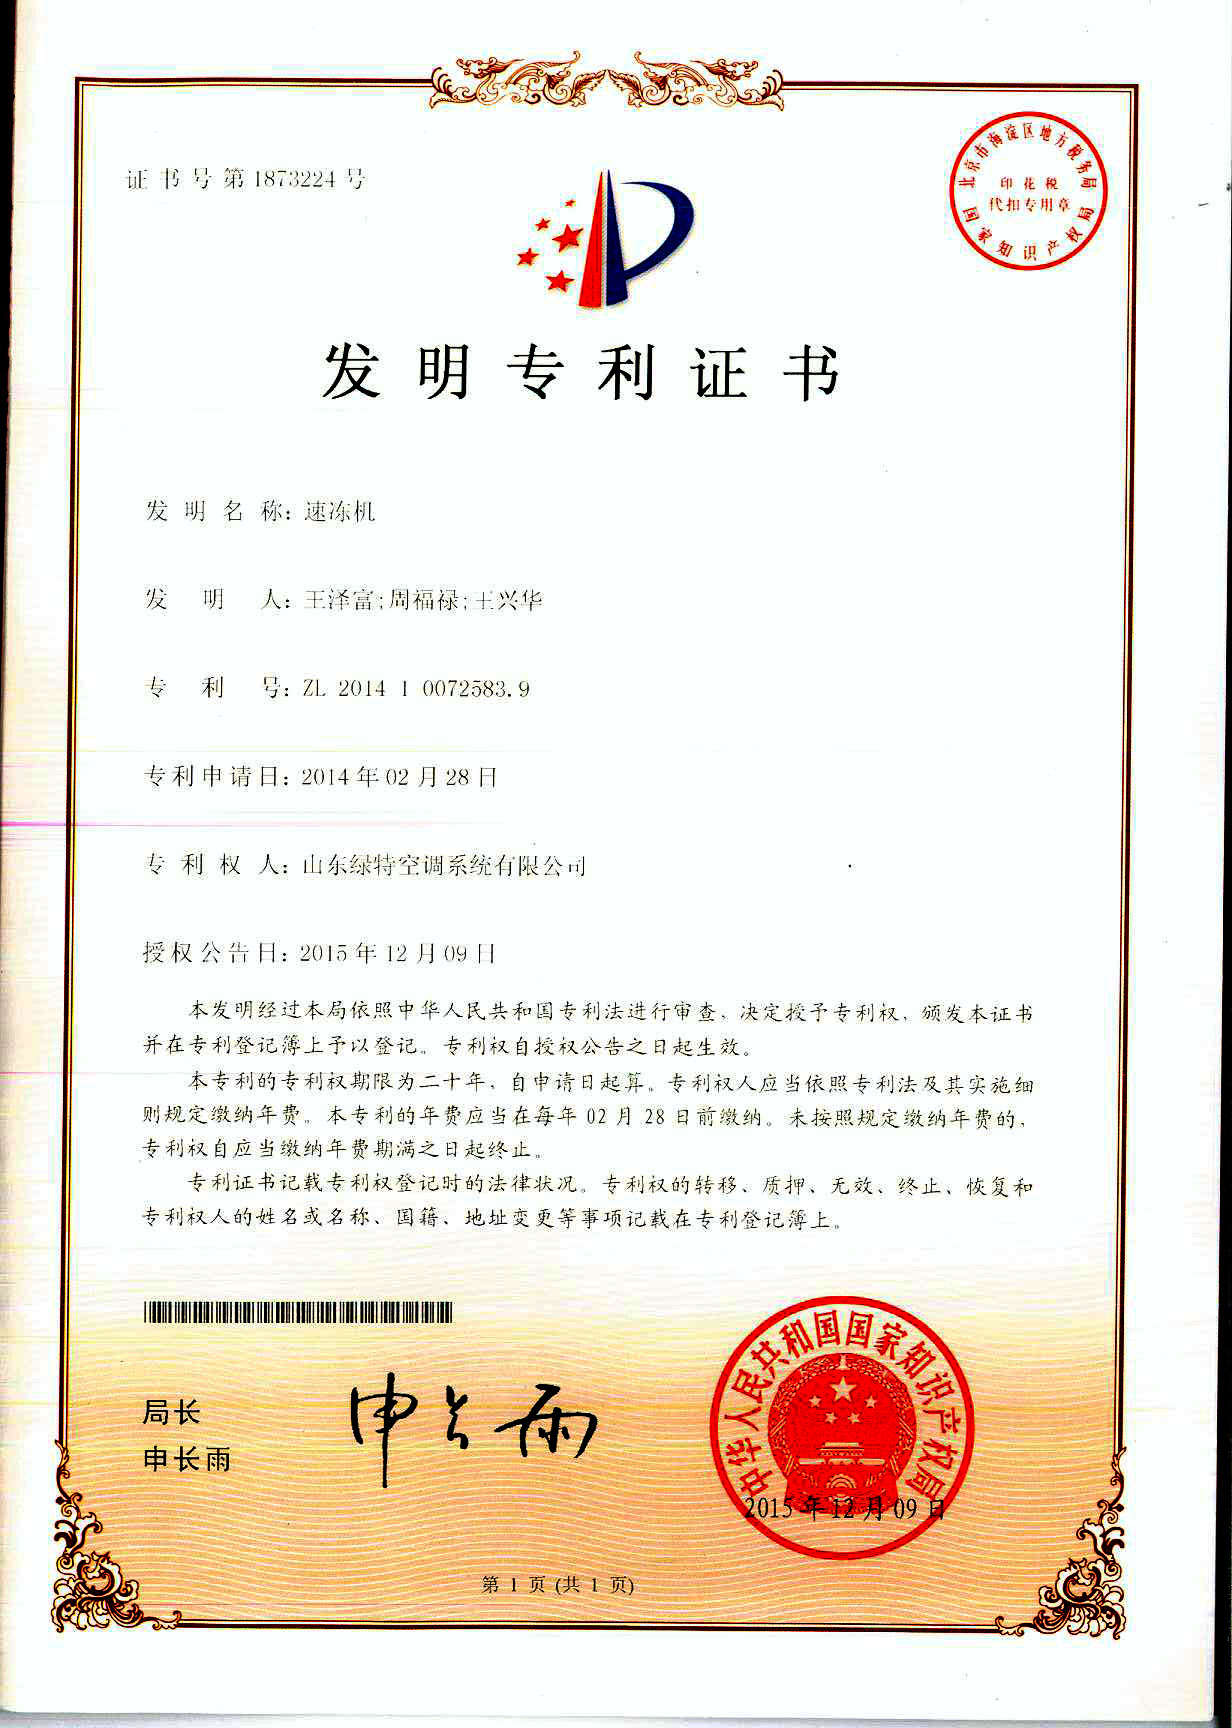 证书号第1873224号
北京市海淀区地方税务局
印花税
代扣专用章
国家知识产权局
发明专利证书
发明名称：速冻机
发明人：王泽富;周福禄;王兴华
专利号：ZL 2014 1 0072583.9
专利申请日：2014年02月28日
专利权人：山东绿特空调系统有限公司
授权公告日：2015年12月09日
本发明经过本局依照中华人民共和国专利法进行审查，决定授予专利权，颁发本证书
并在专利登记簿上予以登记。专利权自授权公告之日起生效。
本专利的专利权期限为二十年，自申请日起算。专利权人应当依照专利法及其实施细
则规定缴纳年费。本专利的年费应当在每年02月28日前缴纳。未按照规定缴纳年费的，
专利权自应当缴纳年费期满之日起终止。
专利证书记载专利权登记时的法律状况。专利权的转移、质押、无效、终止、恢复和
专利权人的姓名或名称、国籍、地址变更等事项记载在专利登记簿上。
局长
申长雨
申长雨
中华人民共和国国家知识产权局
2015年12月09日
第1页(共1页)